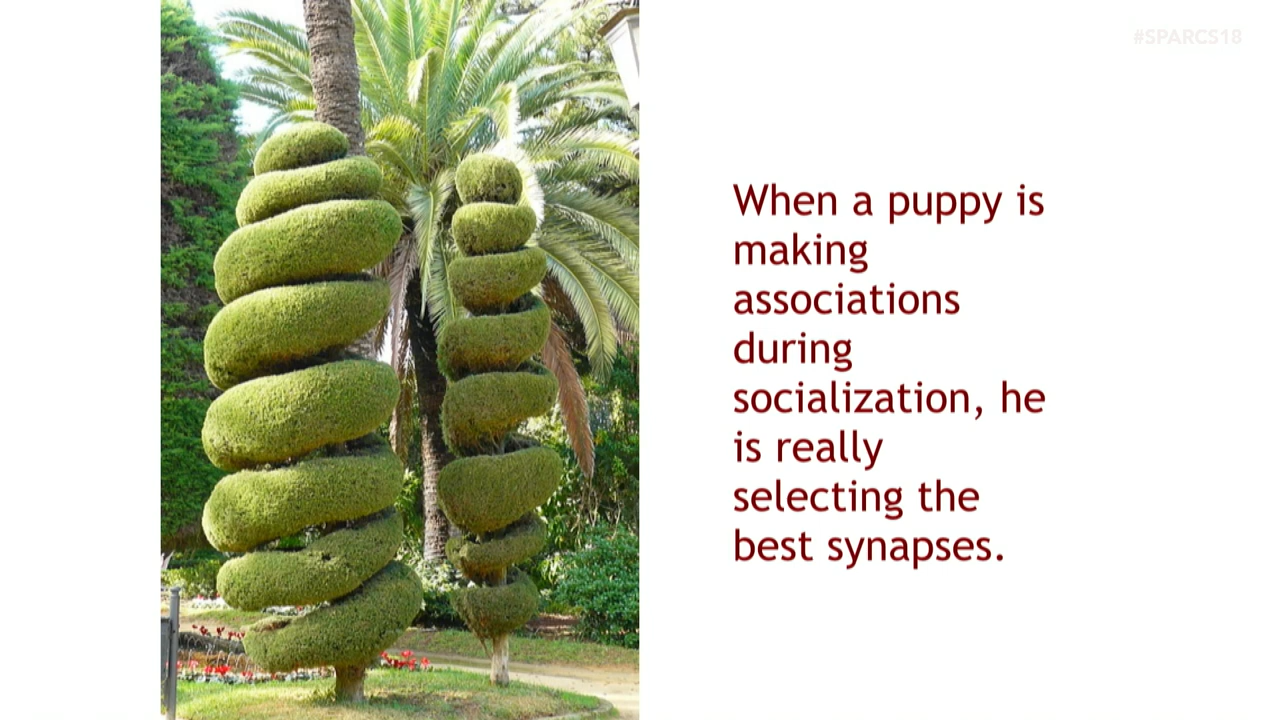 #SPARCS18
When a puppy is
making
associations
during
socialization, he
is really
selecting the
best synapses.